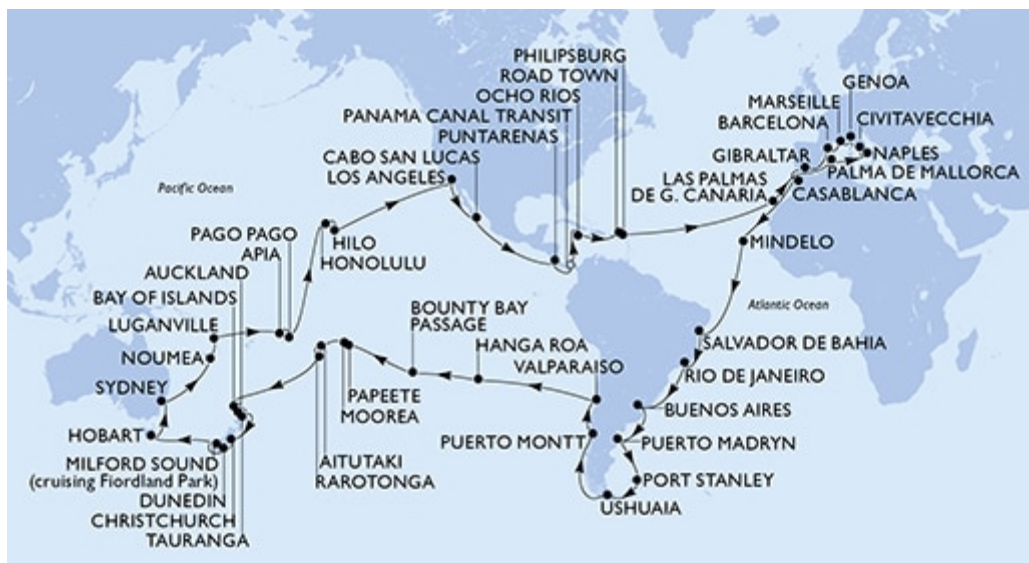 PHILIPSBURG
ROAD TOWN
OCHO RIOS
PANAMA CANAL TRANSIT
PUNTARENAS
CABO SAN LUCAS
LOS ANGELES
GENOA
MARSEILLE
CIVITAVECCHIA
BARCELONA
NAPLES
GIBRALTAR
PALMA DE MALLORCA
LAS PALMAS
DE G. CANARIA
CASABLANCA
Pacific Ocean
HILO
HONOLULU
PAGO PAGO
APIA
AUCKLAND
BAY OF ISLANDS
LUGANVILLE
NOUMEA
SYDNEY
HOBART
MILFORD SOUND
(cruising Fiordland Park)
DUNEDIN
CHRISTCHURCH
TAURANGA
AITUTAKI
RAROTONGA
PAPEETE
MOOREA
BOUNTY BAY
PASSAGE
HANGA ROA
VALPARAISO
PUERTO MONTT
MINDELO
Atlantic Ocean
SALVADOR DE BAHIA
RIO DE JANEIRO
BUENOS AIRES
PUERTO MADRYN
PORT STANLEY
USHUAIA